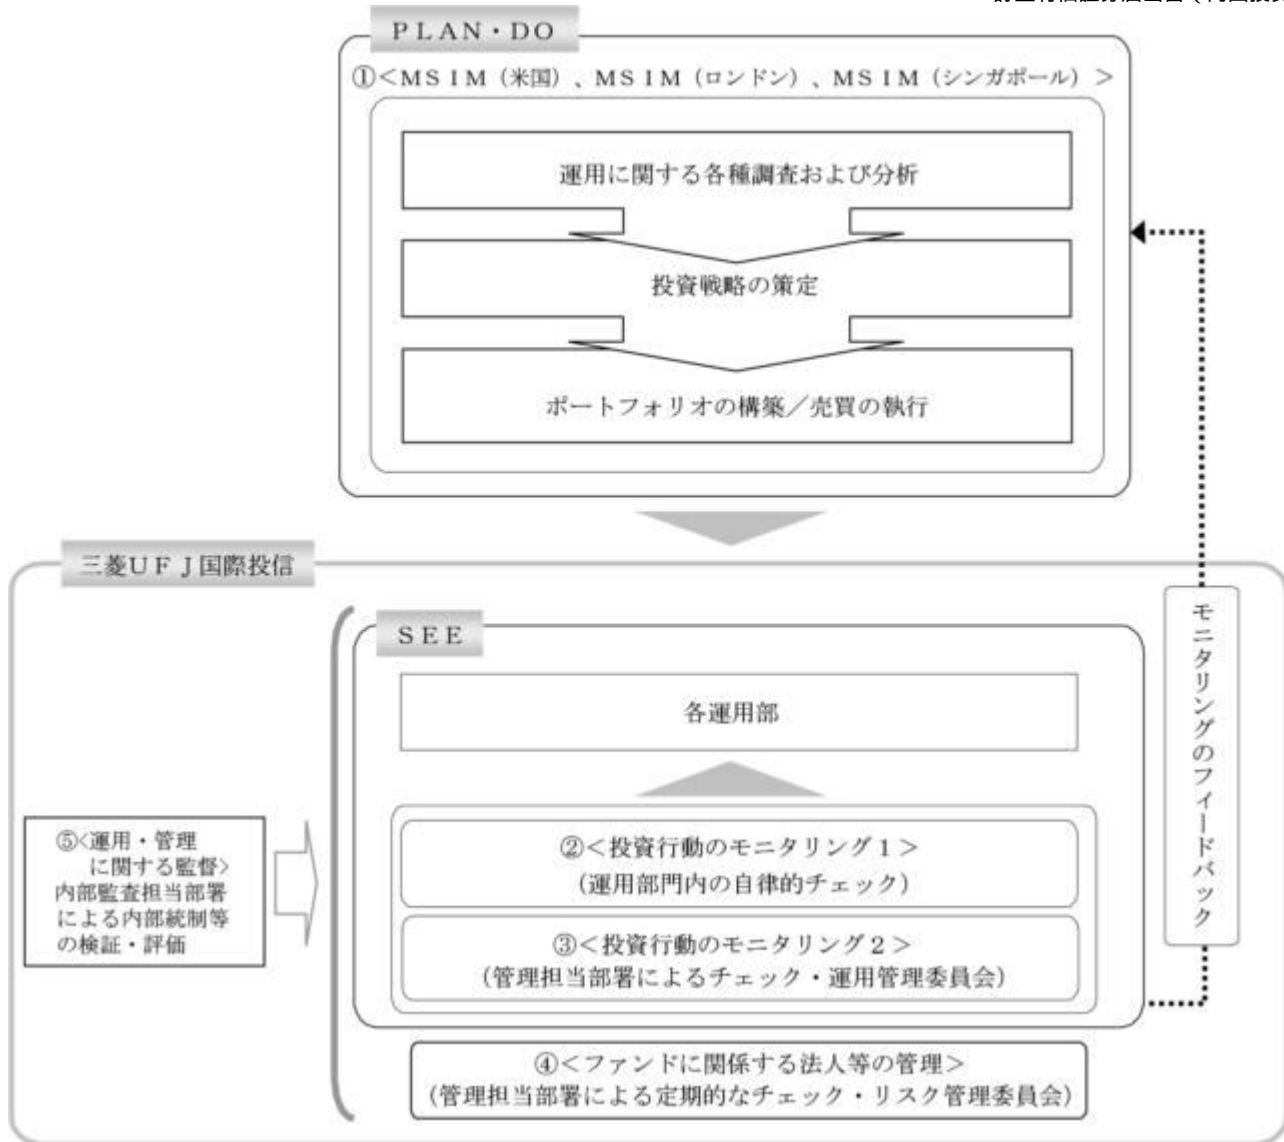 PLAN・DO
①<MSIM(米国)、MSIM(ロンドン)、MSIM(シンガポール)>
運用に関する各種調査および分析
投資戦略の策定
ポートフォリオの構築/売買の執行
三菱UFJ国際投信
SEE
各運用部
②<投資行動のモニタリング1>
(運用部門内の自律的チェック)
③<投資行動のモニタリング2>
(管理担当部署によるチェック・運用管理委員会)
④<ファンドに関係する法人等の管理>
(管理担当部署による定期的なチェック・リスク管理委員会)
⑤<運用・管理
に関する監督>
内部監査担当部署
による内部統制等
の検証・評価
モニタリングのフィードバック